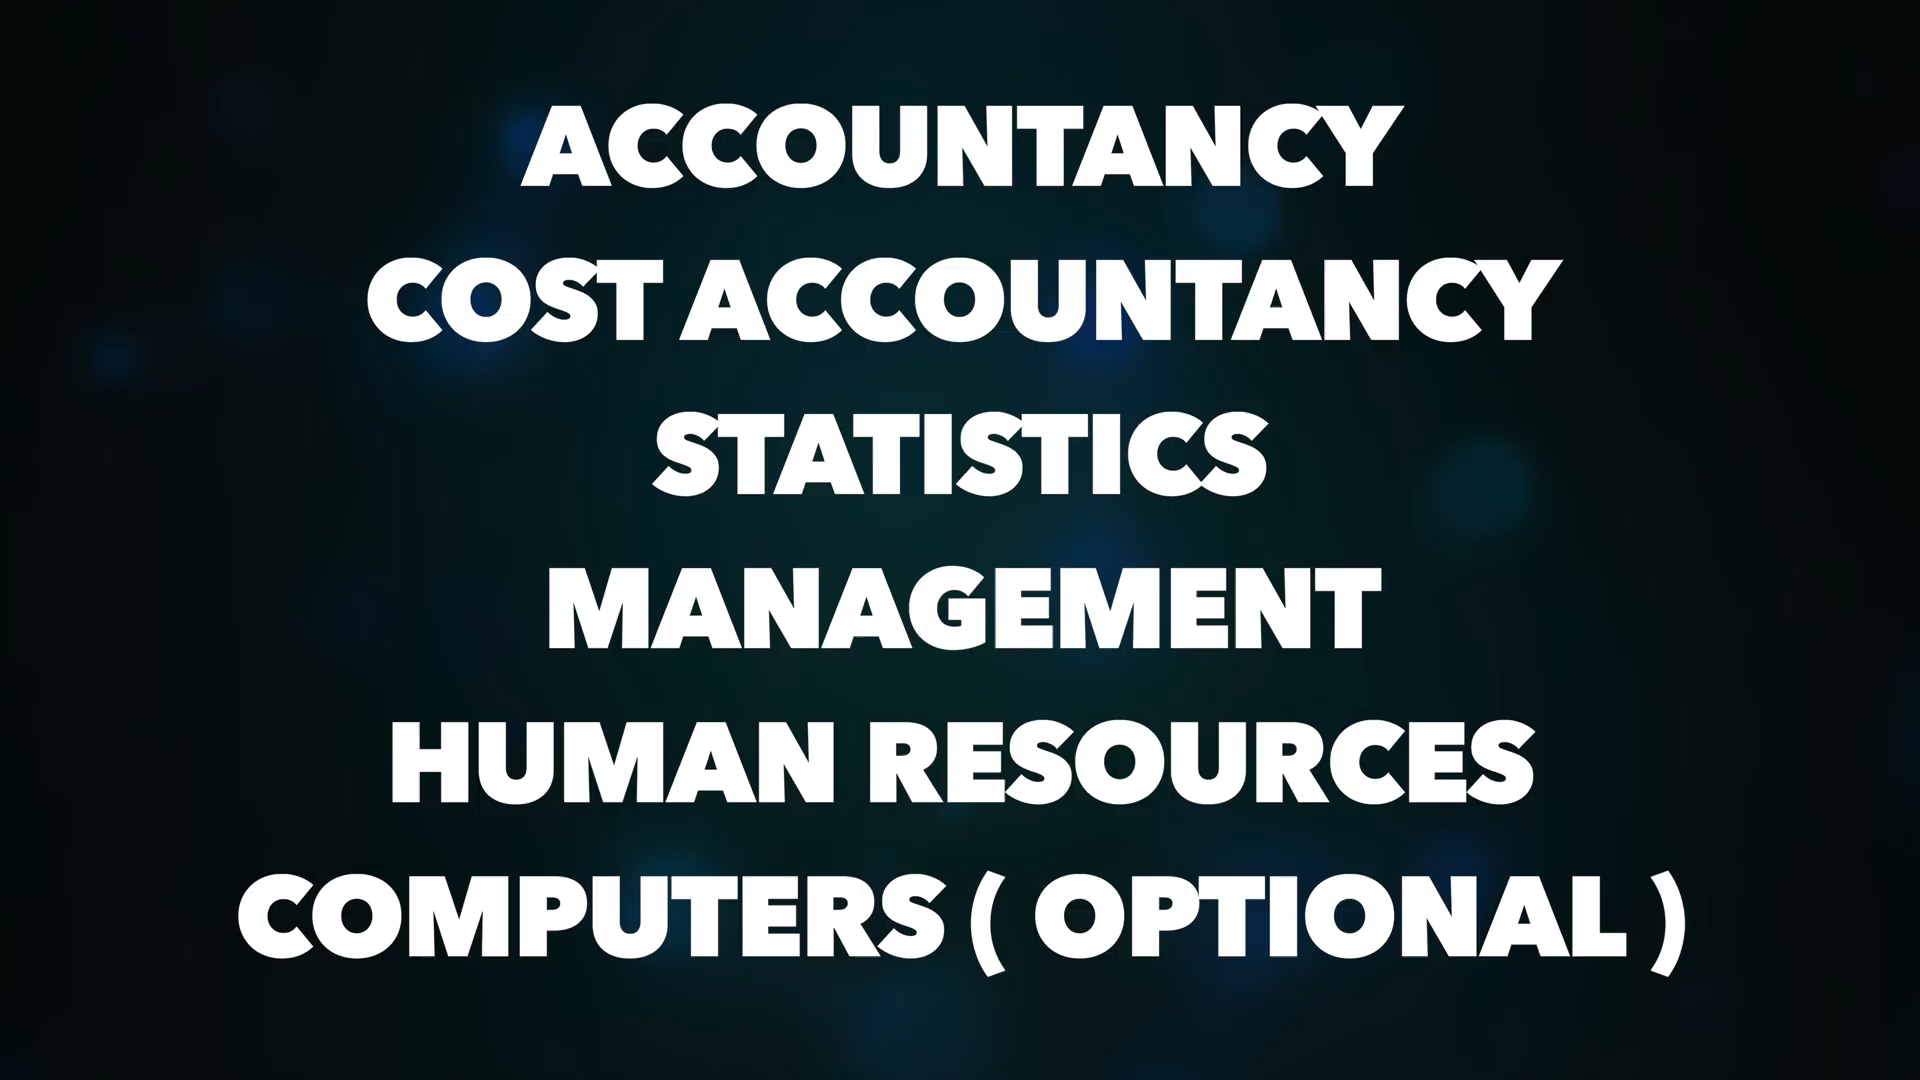 ACCOUNTANCY
COST ACCOUNTANCY
STATISTICS
MANAGEMENT
HUMAN RESOURCES
COMPUTERS ( OPTIONAL )